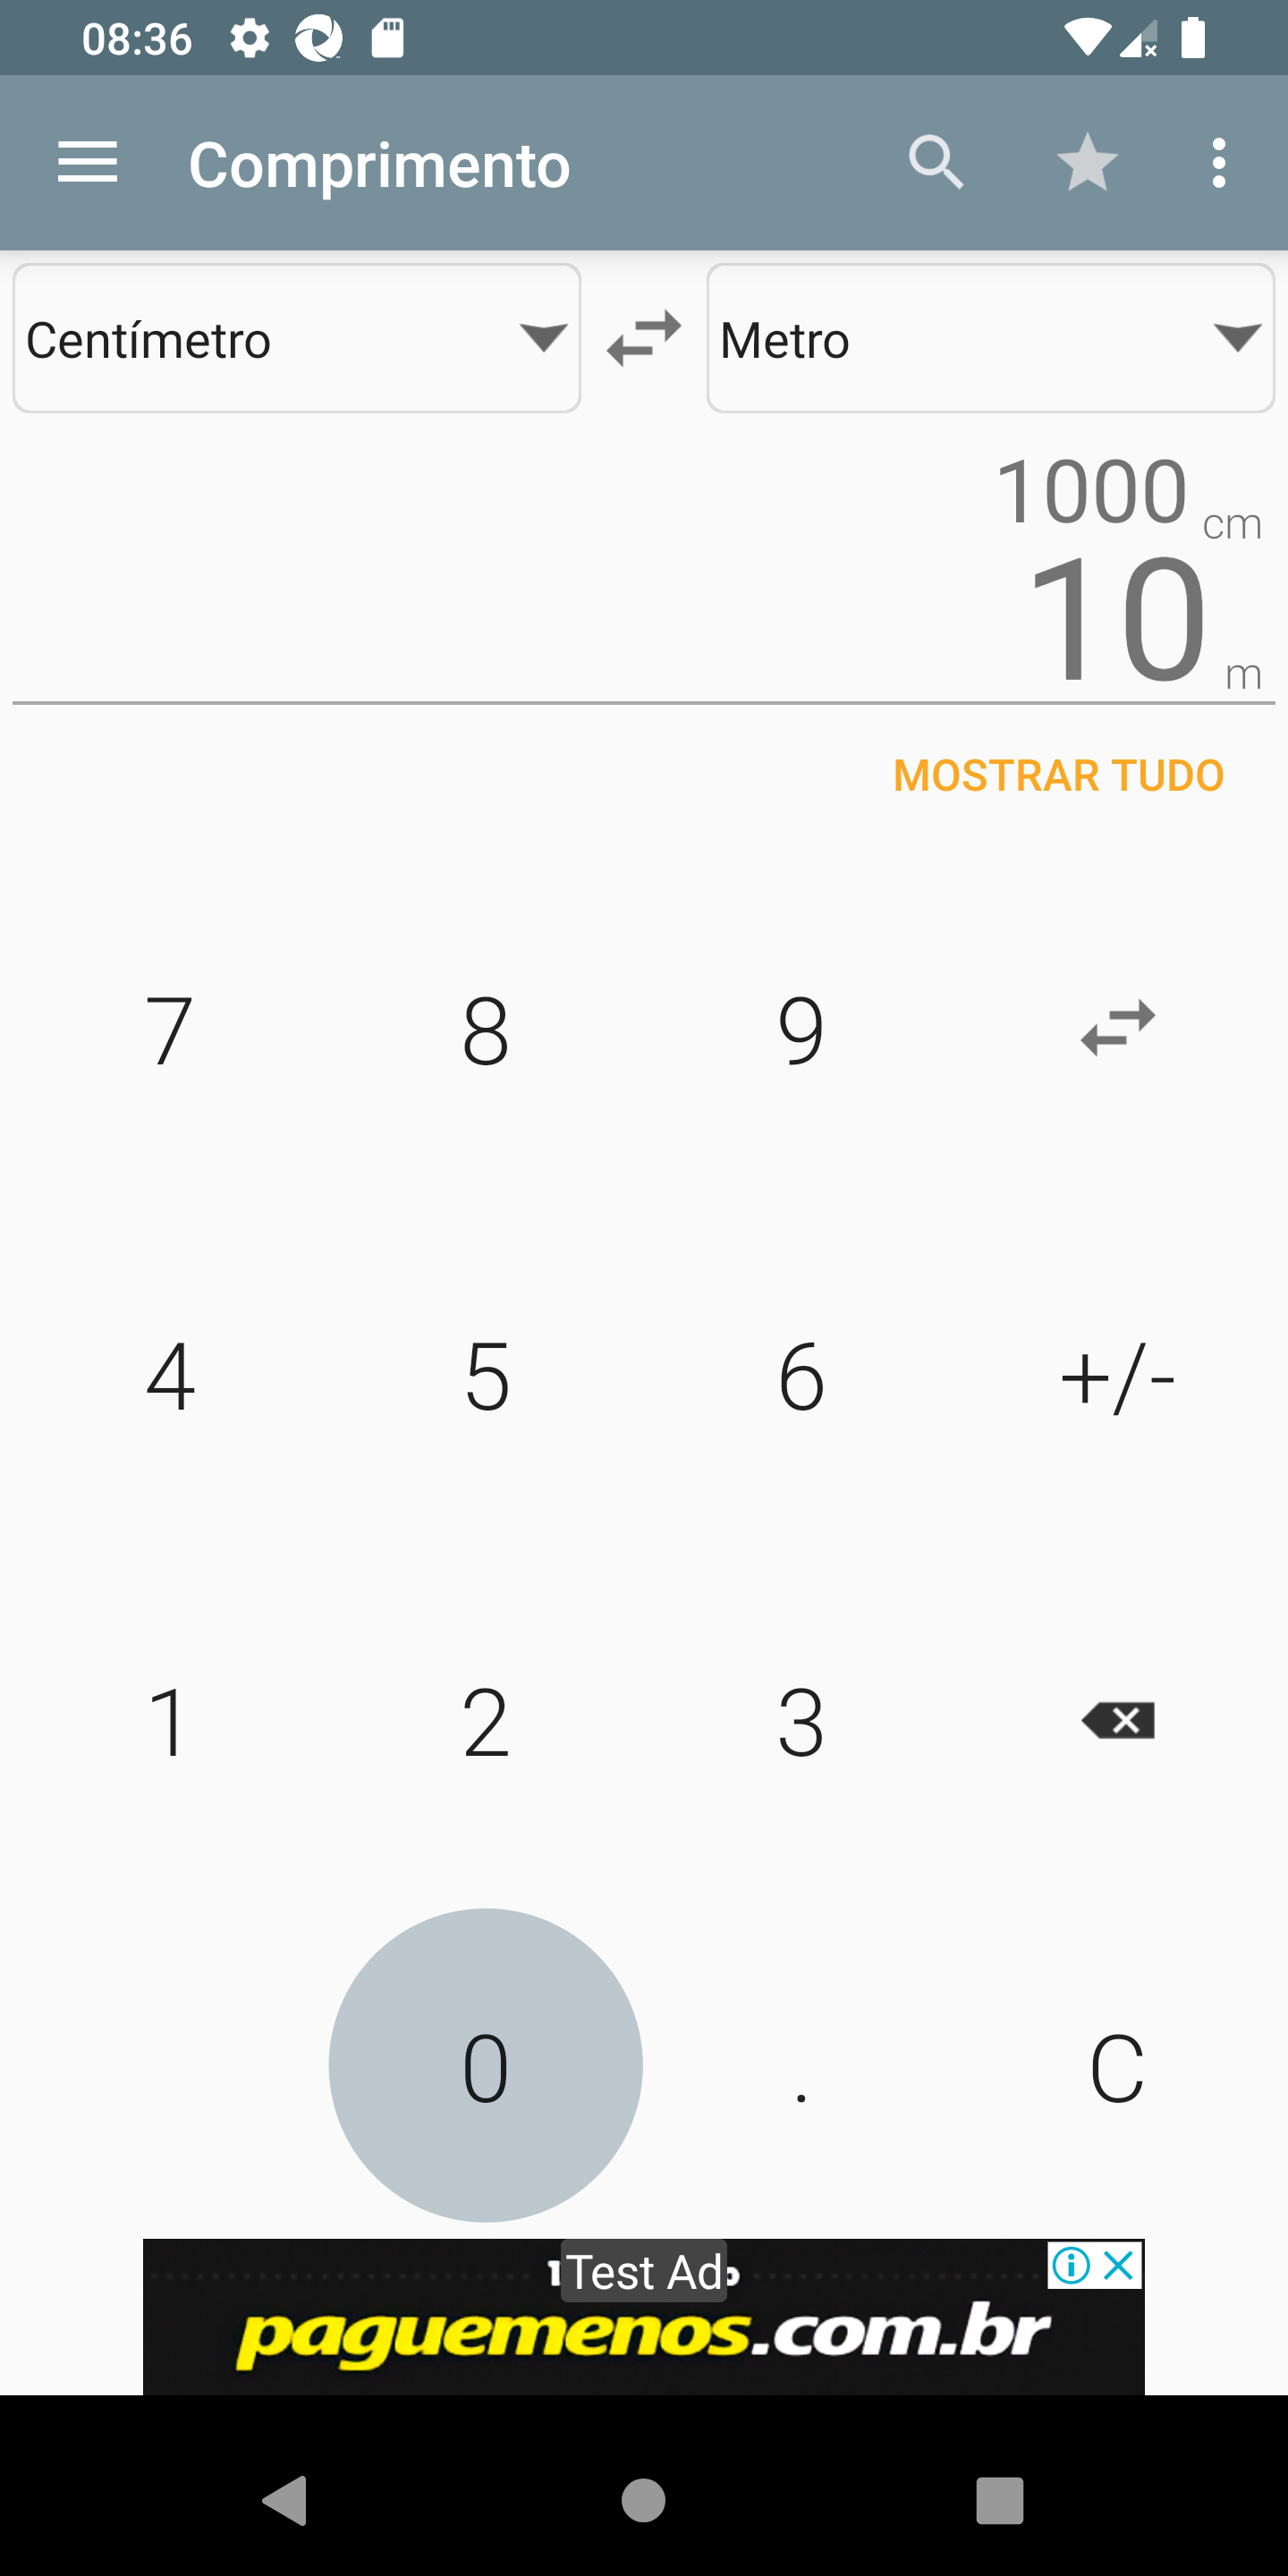 08:36
Comprimento
Centímetro
Metro
1000 cm
10 m
MOSTRAR TUDO
7 8 9
4 5 6 +/-
1 2 3
0 . C
Test Ad
paguemenos.com.br